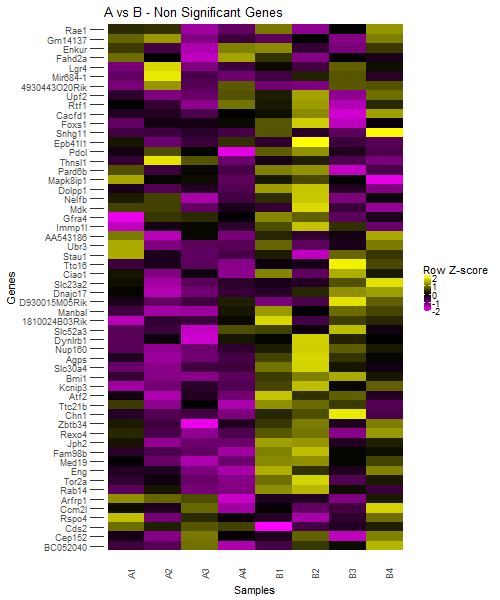 A vs B - Non Significant Genes
Rae1
Gm14137
Enkur
Fahd2a
Lgr4
Mir684-1
4930443O20Rik
Upf2
Rtf1
Cacfd1
Foxs1
Snhg11
Epb41l1
Pdcl
Thnsl1
Pard6b
Mapk8ip1
Dolpp1
Nelfb
Mdk
Gfra4
Immp1l
AA543186
Ubr3
Stau1
Ttc16
Ciao1
Slc23a2
Dnajc17
D930015M05Rik
Manbal
1810024B03Rik
Slc52a3
Dynlrb1
Nup160
Agps
Slc30a4
Bmi1
Kcnip3
Atf2
Ttc21b
Chn1
Zbtb34
Rexo4
Jph2
Fam98b
Med19
Eng
Tor2a
Rab14
Arfrp1
Ccm2l
Rspo4
Cds2
Cep152
BC052040
Genes
A1 A2 A3 A4 B1 B2 B3 B4
Samples
Row Z-score
2
1
0
-1
-2